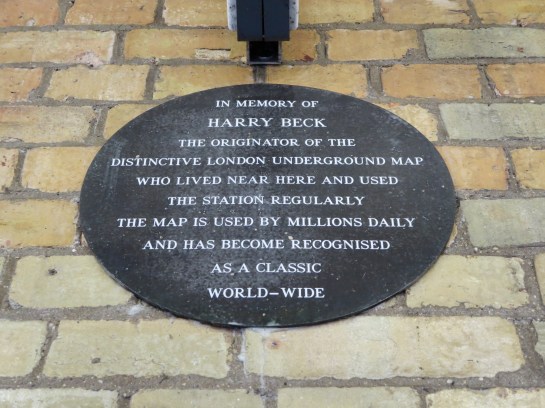 IN MEMORY OF
HARRY BECK
THE ORIGINATOR OF THE
DISTINCTIVE LONDON UNDERGROUND MAP
WHO LIVED NEAR HERE AND USED
THE STATION REGULARLY
THE MAP IS USED BY MILLIONS DAILY
AND HAS BECOME RECOGNISED
AS A CLASSIC
WORLD-WIDE